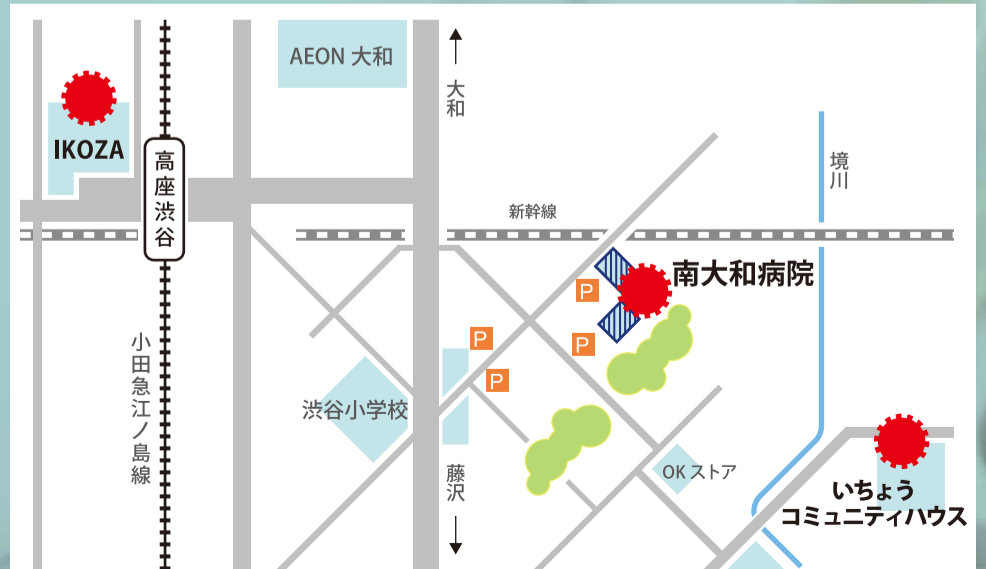 AEON 大和
大和
IKOZA
高座渋谷
境川
新幹線
南大和病院
P
P
P
P
小田急江ノ島線
渋谷小学校
藤沢
OK ストア
いちょう
コミュニティハウス